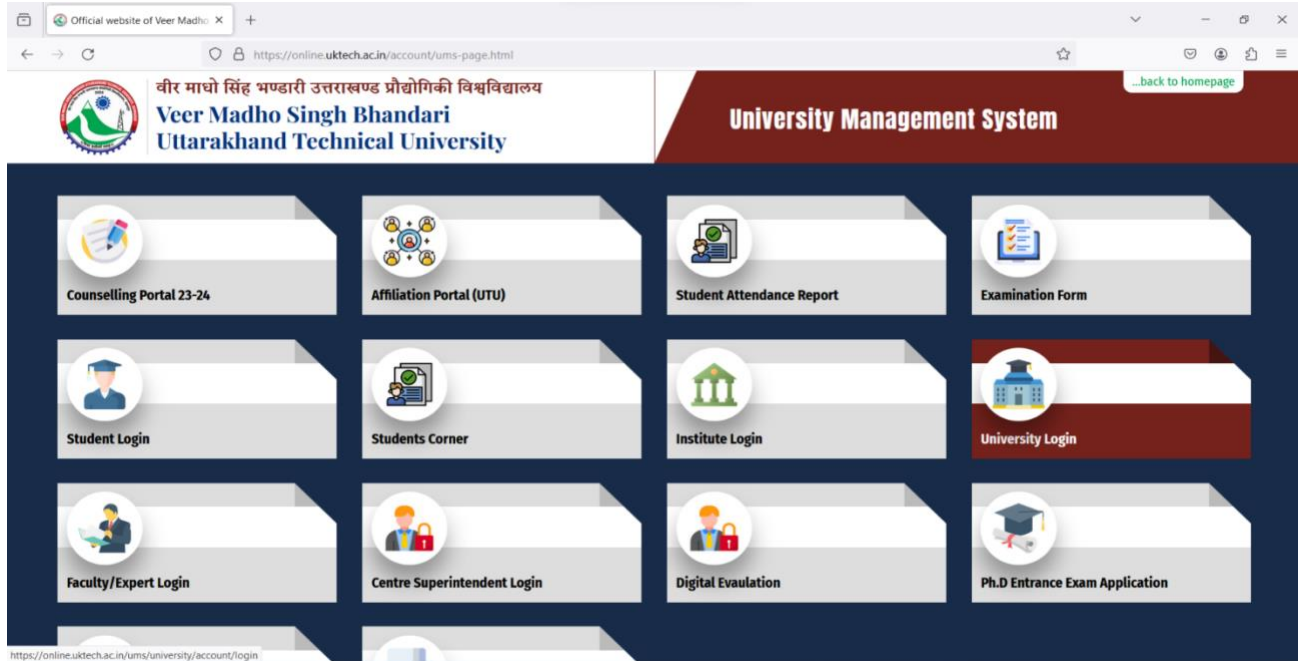 Official website of Veer Madho
https://online.uktech.ac.in/account/ums-page.html
...back to homepage
वीर माधो सिंह भण्डारी उत्तराखण्ड प्रौद्योगिकी विश्वविद्यालय
Veer Madho Singh Bhandari
Uttarakhand Technical University
University Management System
Counselling Portal 23-24
Affiliation Portal (UTU)
Student Attendance Report
Examination Form
Student Login
Students Corner
Institute Login
University Login
Faculty/Expert Login
Centre Superintendent Login
Digital Evaulation
Ph.D Entrance Exam Application
https://online.uktech.ac.in/ums/university/account/login